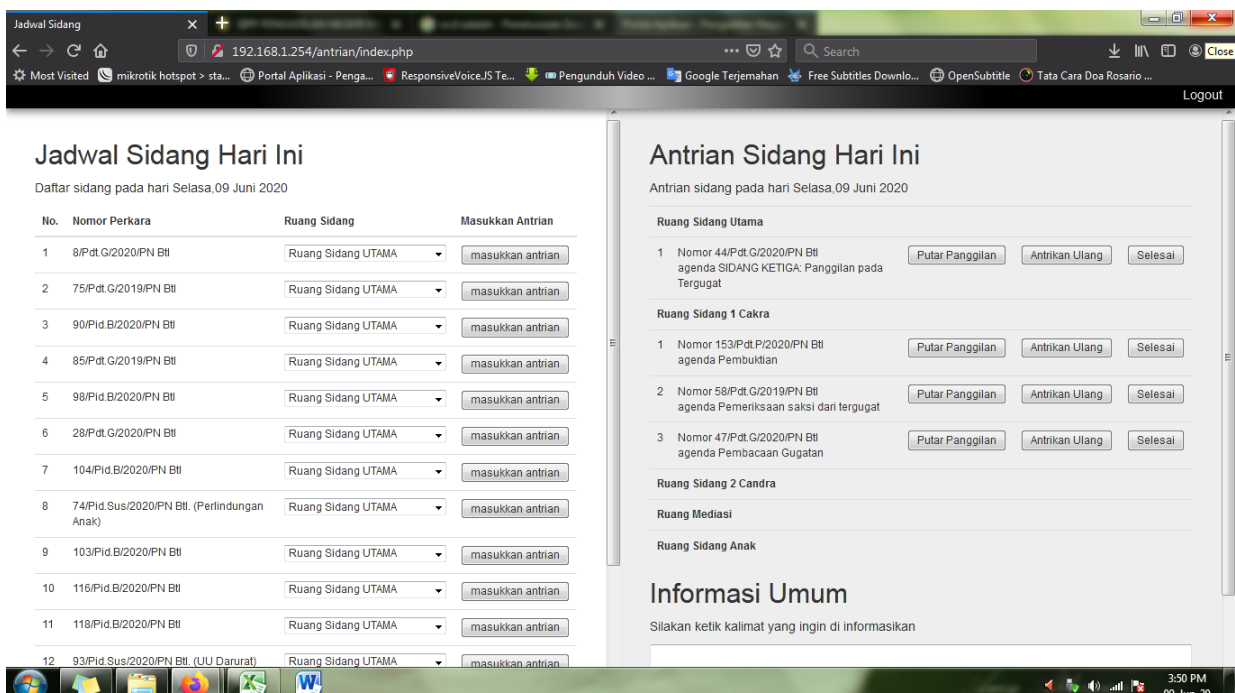 Jadwal Sidang
192.168.1.254/antrian/index.php
Search
Close
Most Visited mikrotik hotspot > sta... Portal Aplikasi - Penga... ResponsiveVoice.JS Te... Pengunduh Video ... Google Terjemahan Free Subtitles Downlo... OpenSubtitle Tata Cara Doa Rosario ...
Logout
Jadwal Sidang Hari Ini
Daftar sidang pada hari Selasa,09 Juni 2020
No. Nomor Perkara Ruang Sidang Masukkan Antrian
1 8/Pdt.G/2020/PN Btl Ruang Sidang UTAMA masukkan antrian
2 75/Pdt.G/2019/PN Btl Ruang Sidang UTAMA masukkan antrian
3 90/Pid.B/2020/PN Btl Ruang Sidang UTAMA masukkan antrian
4 85/Pdt.G/2019/PN Btl Ruang Sidang UTAMA masukkan antrian
5 98/Pid.B/2020/PN Btl Ruang Sidang UTAMA masukkan antrian
6 28/Pdt.G/2020/PN Btl Ruang Sidang UTAMA masukkan antrian
7 104/Pid.B/2020/PN Btl Ruang Sidang UTAMA masukkan antrian
8 74/Pid.Sus/2020/PN Btl. (Perlindungan Ruang Sidang UTAMA masukkan antrian
Anak)
9 103/Pid.B/2020/PN Btl Ruang Sidang UTAMA masukkan antrian
10 116/Pid.B/2020/PN Btl Ruang Sidang UTAMA masukkan antrian
11 118/Pid.B/2020/PN Btl Ruang Sidang UTAMA masukkan antrian
12 93/Pid.Sus/2020/PN Btl. (UU Darurat) Ruang Sidang UTAMA masukkan antrian
Antrian Sidang Hari Ini
Antrian sidang pada hari Selasa,09 Juni 2020
Ruang Sidang Utama
1 Nomor 44/Pdt.G/2020/PN Btl Putar Panggilan Antrikan Ulang Selesai
agenda SIDANG KETIGA: Panggilan pada
Tergugat
Ruang Sidang 1 Cakra
1 Nomor 153/Pdt.P/2020/PN Btl Putar Panggilan Antrikan Ulang Selesai
agenda Pembuktian
2 Nomor 58/Pdt.G/2019/PN Btl Putar Panggilan Antrikan Ulang Selesai
agenda Pemeriksaan saksi dari tergugat
3 Nomor 47/Pdt.G/2020/PN Btl Putar Panggilan Antrikan Ulang Selesai
agenda Pembacaan Gugatan
Ruang Sidang 2 Candra
Ruang Mediasi
Ruang Sidang Anak
Informasi Umum
Silakan ketik kalimat yang ingin di informasikan
3:50 PM